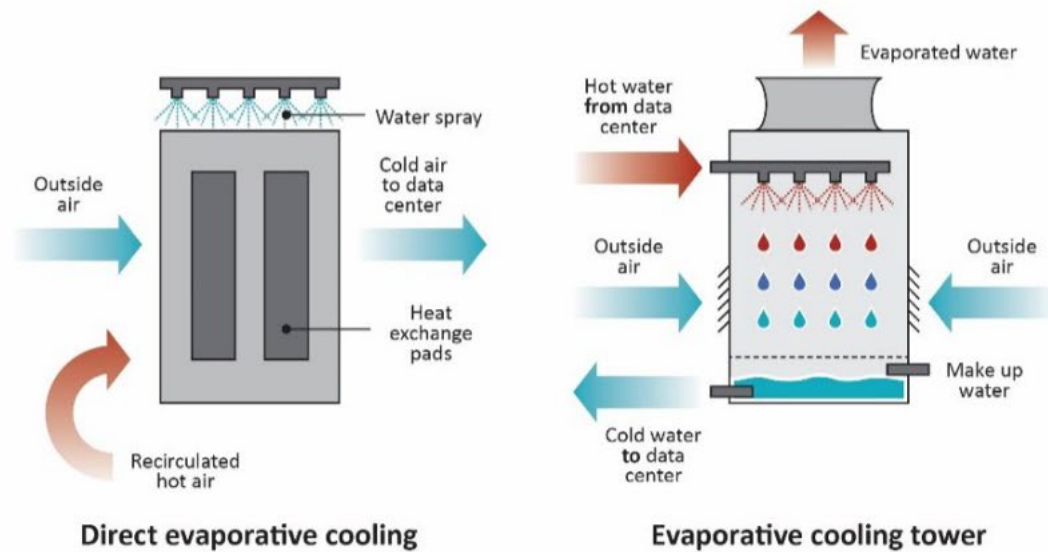 Water spray
Outside
air
Cold air
to data
center
Heat
exchange
pads
Recirculated
hot air
Direct evaporative cooling
Evaporated water
Hot water
from data
center
Outside
air
Outside
air
Make up
water
Cold water
to data
center
Evaporative cooling tower